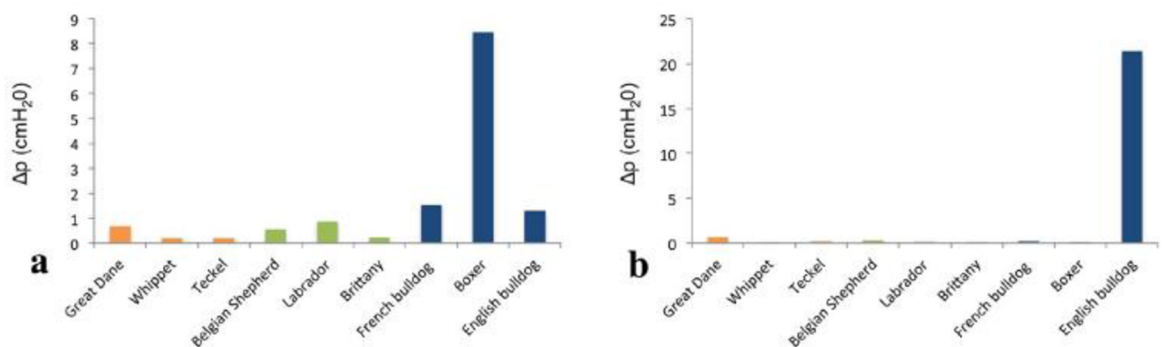 9
8
7
6
5
4
3
2
1
0
Δp (cmH₂0)
Great Dane
Whippet
Teckel
Belgian Shepherd
Labrador
Brittany
French bulldog
Boxer
English bulldog
a
25
20
15
10
5
0
Δp (cmH₂0)
Great Dane
Whippet
Teckel
Belgian Shepherd
Labrador
Brittany
French bulldog
Boxer
English bulldog
b